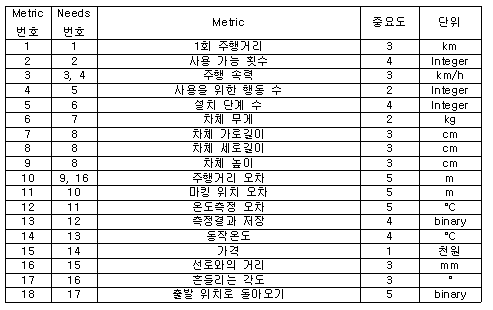 Metric 번호 Needs 번호 Metric 중요도 단위
1 1 1회 주행거리 3 km
2 2 사용 가능 횟수 4 Integer
3 3, 4 주행 속력 3 km/h
4 5 사용을 위한 행동 수 2 Integer
5 6 설치 단계 수 4 Integer
6 7 차체 무게 2 kg
7 8 차체 가로길이 3 cm
8 8 차체 세로길이 3 cm
9 8 차체 높이 3 cm
10 9, 16 주행거리 오차 5 m
11 10 마킹 위치 오차 5 m
12 11 온도측정 오차 5 °C
13 12 측정결과 저장 4 binary
14 13 동작온도 4 °C
15 14 가격 1 천원
16 15 선로와의 거리 3 mm
17 16 흔들리는 각도 3 °
18 17 출발 위치로 돌아오기 5 binary